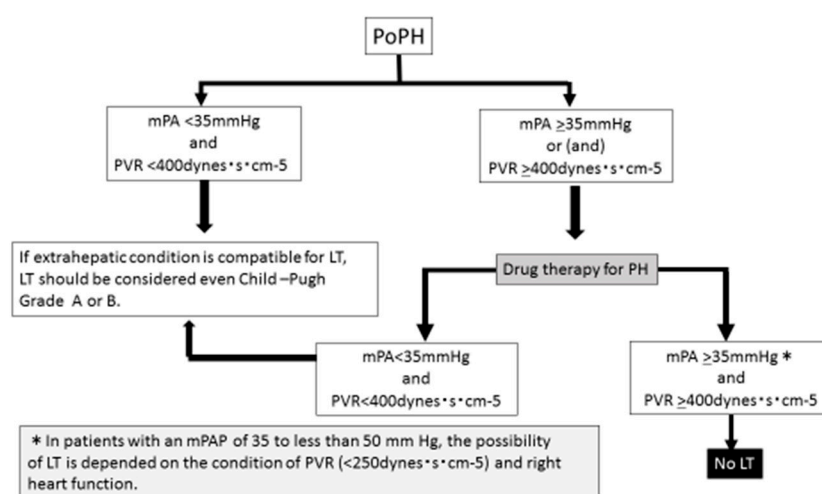 PoPH
mPA <35mmHg
and
PVR <400dynes・s・cm-5
mPA ≥35mmHg
or (and)
PVR ≥400dynes・s・cm-5
If extrahepatic condition is compatible for LT,
LT should be considered even Child –Pugh
Grade A or B.
Drug therapy for PH
mPA<35mmHg
and
PVR<400dynes・s・cm-5
mPA ≥35mmHg *
and
PVR ≥400dynes・s・cm-5
* In patients with an mPAP of 35 to less than 50 mm Hg, the possibility
of LT is depended on the condition of PVR (<250dynes・s・cm-5) and right
heart function.
No LT